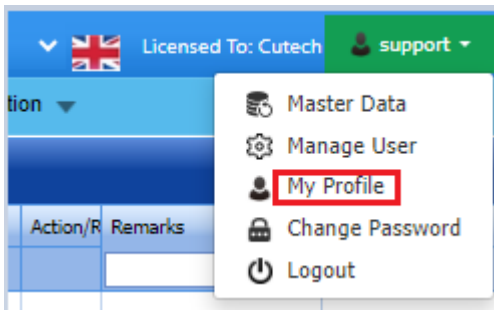 Licensed To: Cutech support
tion
Master Data
Manage User
My Profile
Action/R Remarks
Change Password
Logout